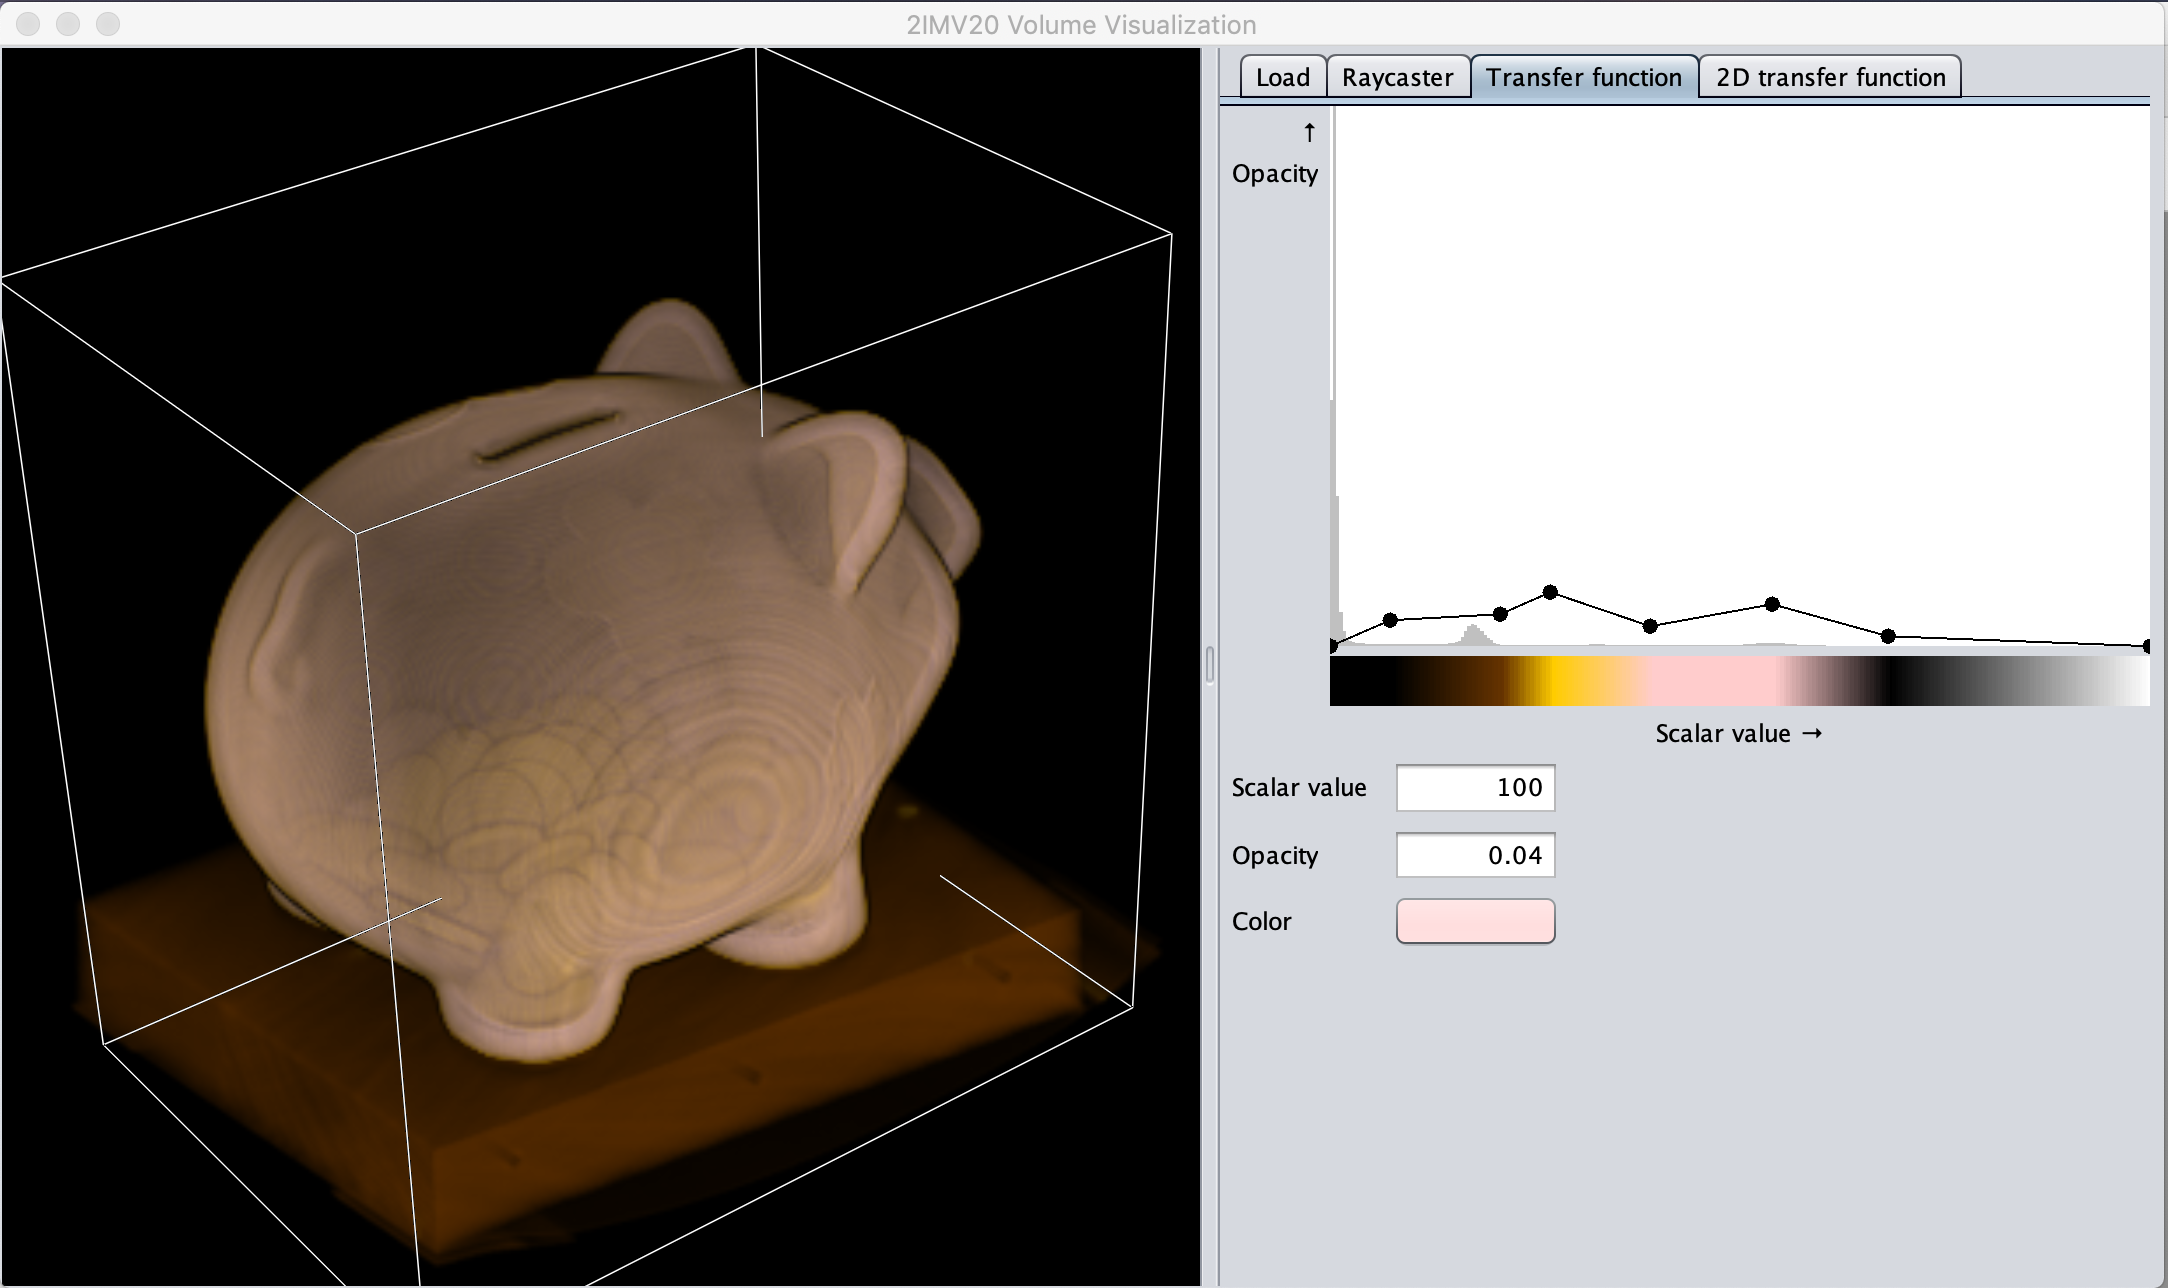 2IMV20 Volume Visualization
Load Raycaster Transfer function 2D transfer function
↑
Opacity
Scalar value →
Scalar value 100
Opacity 0.04
Color